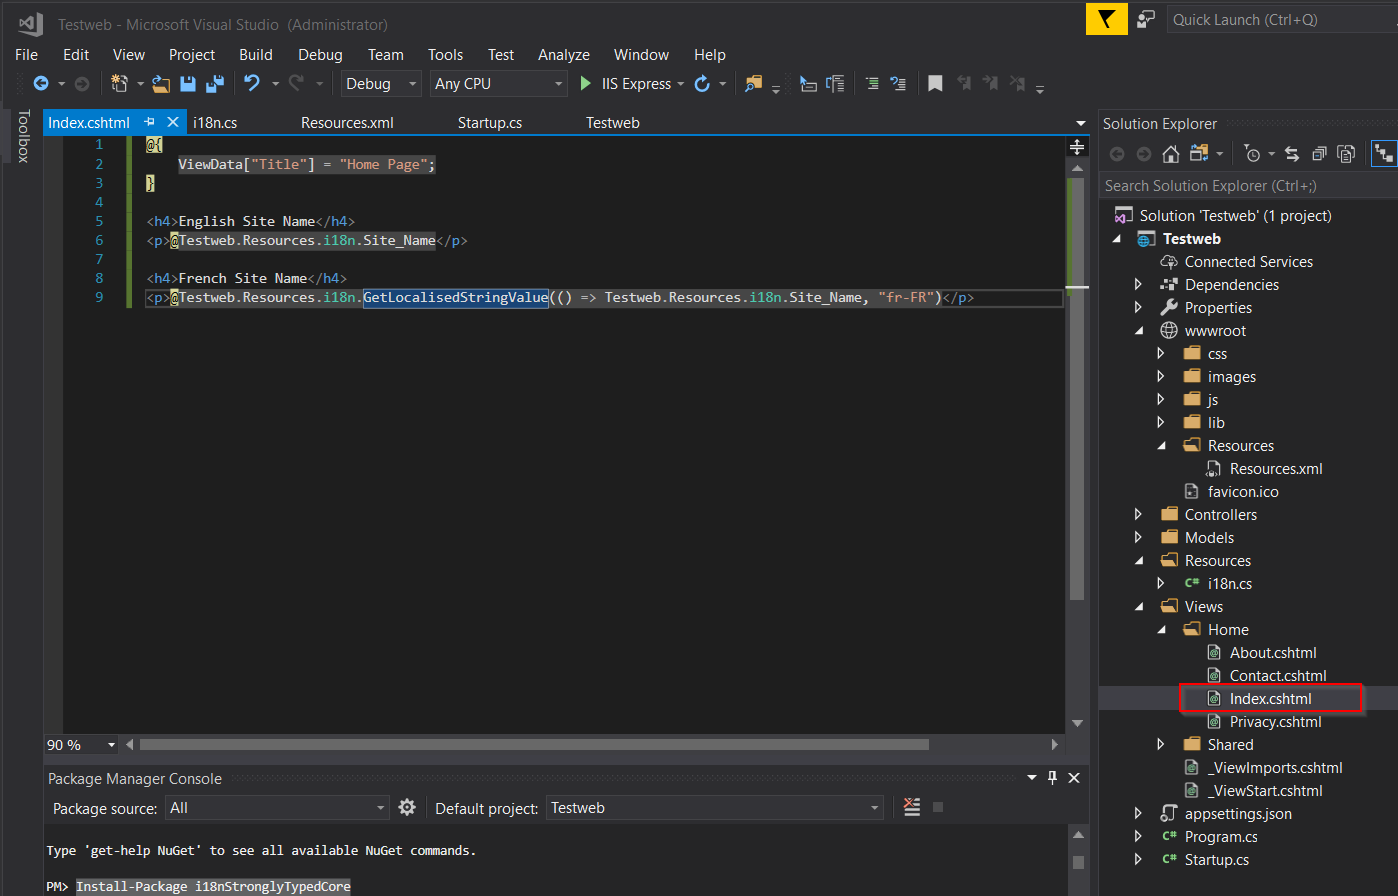 Testweb - Microsoft Visual Studio (Administrator)
Quick Launch (Ctrl+Q)
File Edit View Project Build Debug Team Tools Test Analyze Window Help
Debug Any CPU IIS Express
Toolbox
Index.cshtml i18n.cs Resources.xml Startup.cs Testweb
1 @{
2 ViewData["Title"] = "Home Page";
3 }
4
5 <h4>English Site Name</h4>
6 <p>@Testweb.Resources.i18n.Site_Name</p>
7
8 <h4>French Site Name</h4>
9 <p>@Testweb.Resources.i18n.GetLocalisedStringValue(() => Testweb.Resources.i18n.Site_Name, "fr-FR")</p>
90 %
Package Manager Console
Package source: All Default project: Testweb
Type 'get-help NuGet' to see all available NuGet commands.
PM> Install-Package i18nStronglyTypedCore
Solution Explorer
Search Solution Explorer (Ctrl+;)
Solution 'Testweb' (1 project)
Testweb
Connected Services
Dependencies
Properties
wwwroot
css
images
js
lib
Resources
Resources.xml
favicon.ico
Controllers
Models
Resources
C# i18n.cs
Views
Home
About.cshtml
Contact.cshtml
Index.cshtml
Privacy.cshtml
Shared
_ViewImports.cshtml
_ViewStart.cshtml
appsettings.json
C# Program.cs
C# Startup.cs